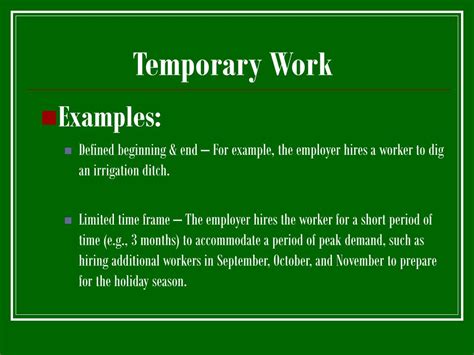 Temporary Work
Examples:
Defined beginning & end – For example, the employer hires a worker to dig
an irrigation ditch.
Limited time frame – The employer hires the worker for a short period of
time (e.g., 3 months) to accommodate a period of peak demand, such as
hiring additional workers in September, October, and November to prepare
for the holiday season.